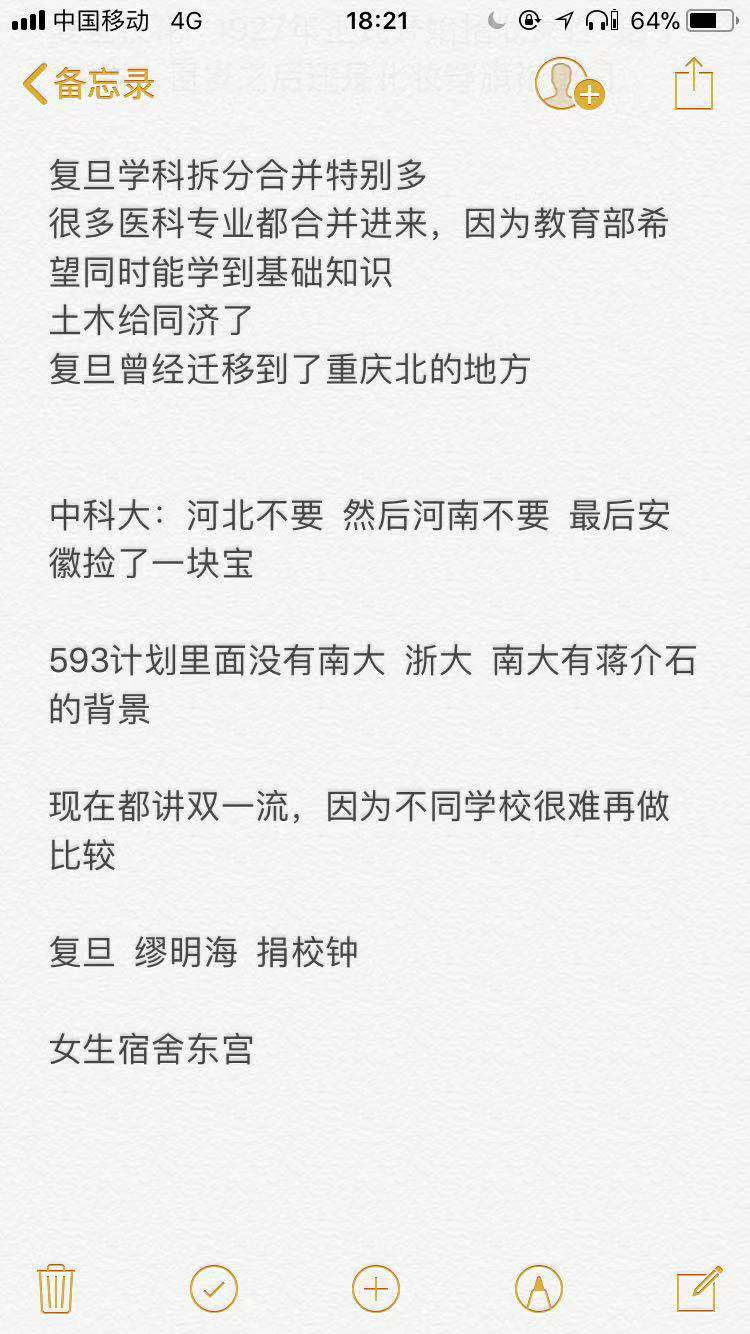 中国移动 4G 18:21 64%
备忘录
复旦学科拆分合并特别多
很多医科专业都合并进来，因为教育部希
望同时能学到基础知识
土木给同济了
复旦曾经迁移到了重庆北的地方
中科大：河北不要 然后河南不要 最后安
徽捡了一块宝
593计划里面没有南大 浙大 南大有蒋介石
的背景
现在都讲双一流，因为不同学校很难再做
比较
复旦 缪明海 捐校钟
女生宿舍东宫